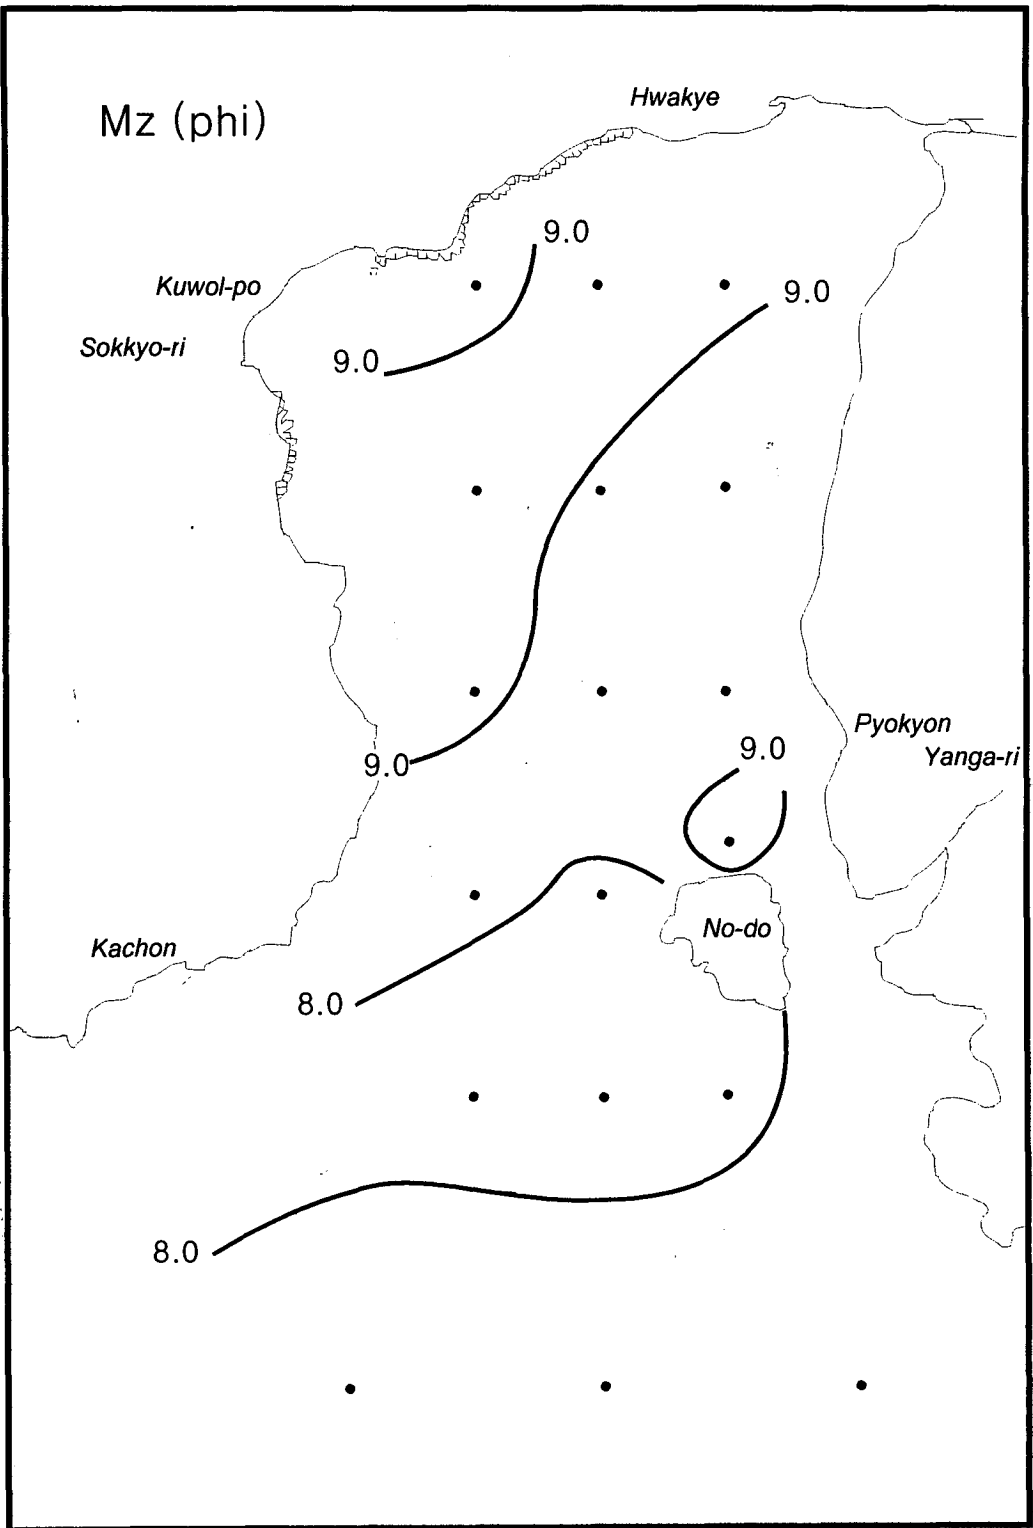 Hwakye
Mz (phi)
9.0
Kuwol-po
9.0
Sokkyo-ri
9.0
Pyokyon
9.0
Yanga-ri
9.0
No-do
Kachon
8.0
8.0